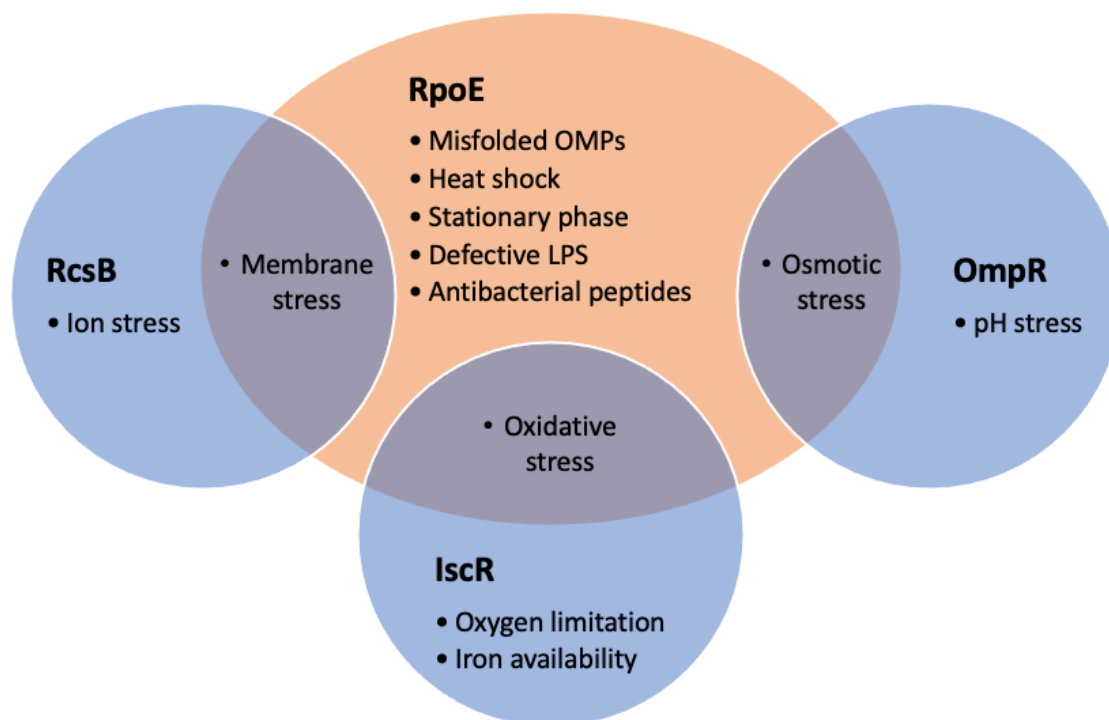 RpoE
• Misfolded OMPs
• Heat shock
• Stationary phase
• Defective LPS
• Antibacterial peptides
RcsB
• Ion stress
• Membrane
stress
• Osmotic
stress
OmpR
• pH stress
• Oxidative
stress
IscR
• Oxygen limitation
• Iron availability